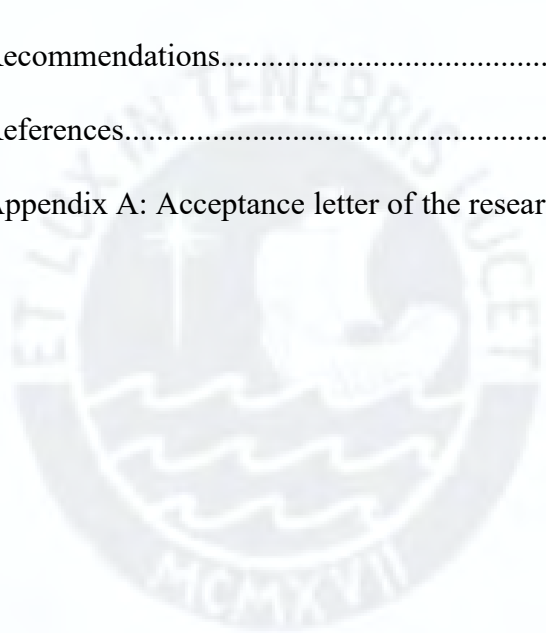 ecommendations...............................................
eferences.......................................................
ppendix A: Acceptance letter of the resear
ET LUX IN TENEBRIS LUCET
MCMXVII